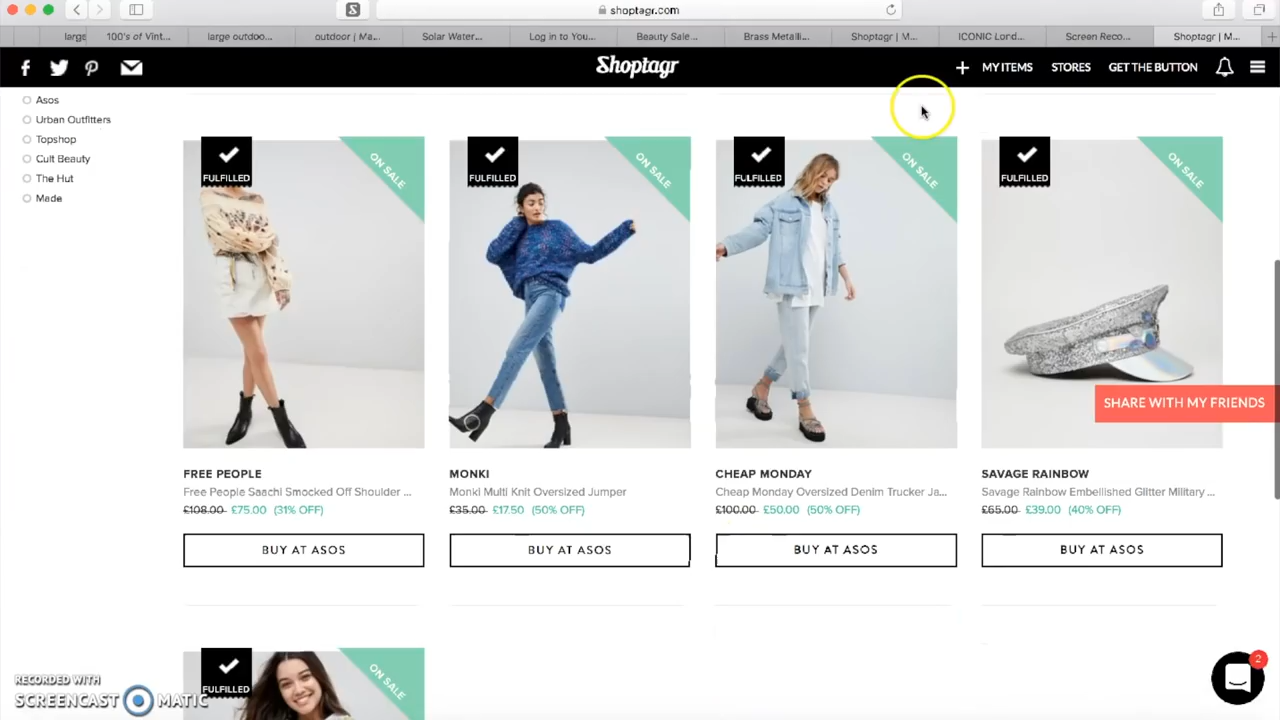 shoptagr.com
large
100's of Vint...
large outdoo...
outdoor | Ma...
Solar Water...
Log in to You...
Beauty Sale...
Brass Metalli...
Shoptagr | M...
ICONIC Lond...
Screen Reco...
Shoptagr | M...
Shoptagr
+ MY ITEMS STORES GET THE BUTTON
Asos
Urban Outfitters
Topshop
Cult Beauty
The Hut
Made
FULFILLED
ON SALE
FULFILLED
ON SALE
FULFILLED
ON SALE
FULFILLED
ON SALE
SHARE WITH MY FRIENDS
FREE PEOPLE
Free People Saachi Smocked Off Shoulder ...
£108.00 £75.00 (31% OFF)
BUY AT ASOS
MONKI
Monki Multi Knit Oversized Jumper
£35.00 £17.50 (50% OFF)
BUY AT ASOS
CHEAP MONDAY
Cheap Monday Oversized Denim Trucker Ja...
£100.00 £50.00 (50% OFF)
BUY AT ASOS
SAVAGE RAINBOW
Savage Rainbow Embellished Glitter Military ...
£65.00 £39.00 (40% OFF)
BUY AT ASOS
FULFILLED
ON SALE
2
RECORDED WITH
SCREENCAST MATIC